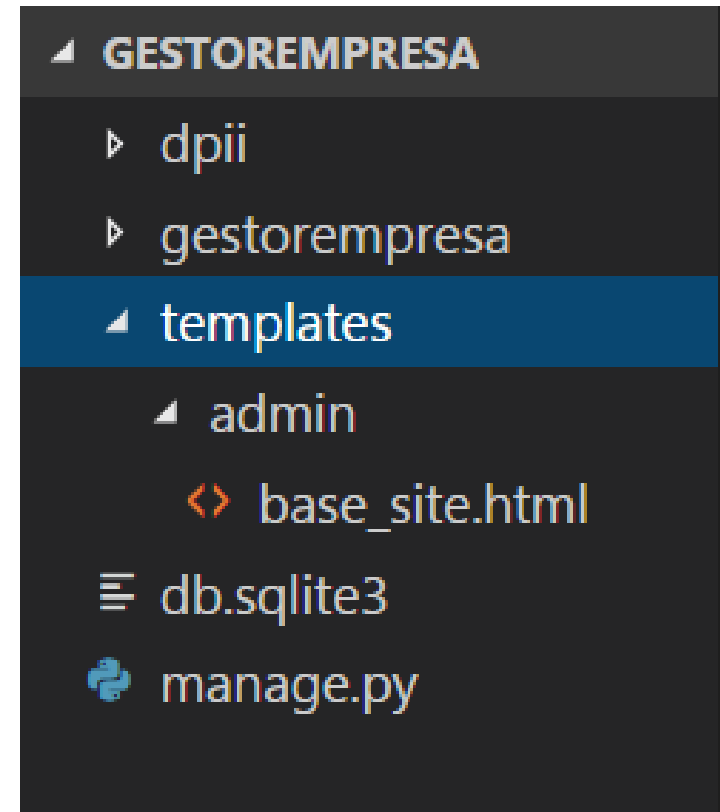 GESTOREMPRESA
dpii
gestorempresa
templates
admin
base_site.html
db.sqlite3
manage.py